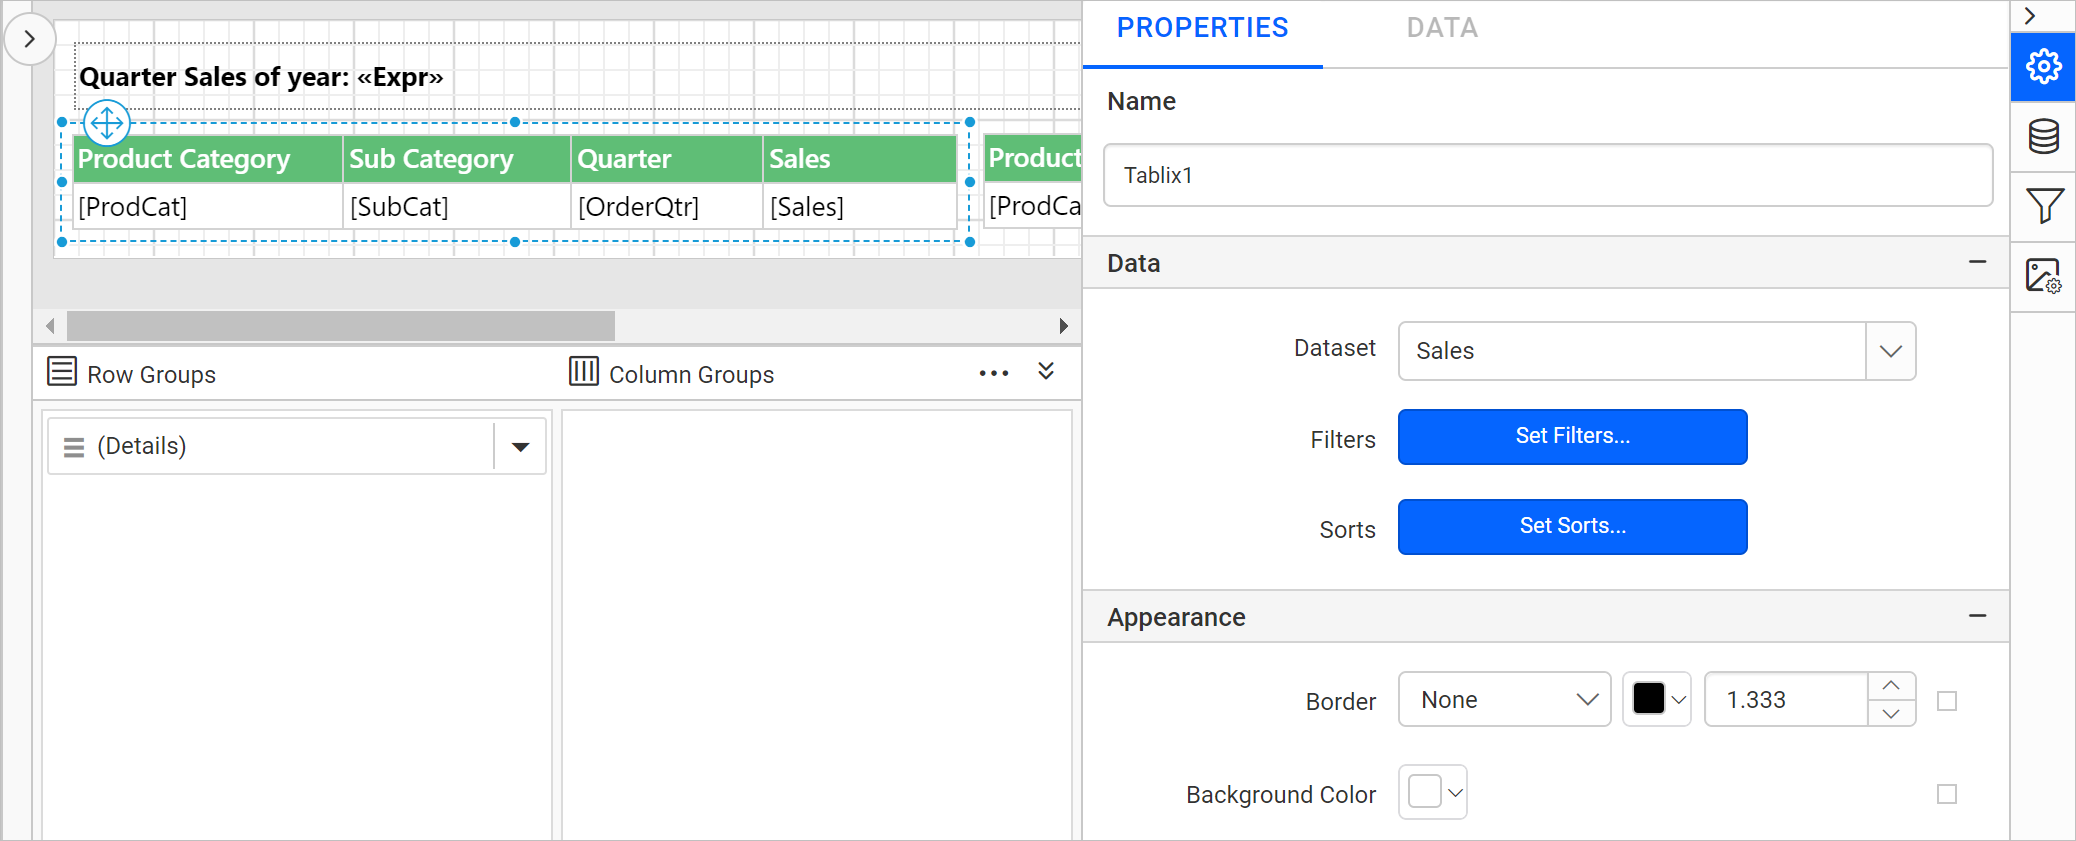 Quarter Sales of year: «Expr»
Product Category Sub Category Quarter Sales Product
[ProdCat] [SubCat] [OrderQtr] [Sales] [ProdCa
Row Groups
Column Groups
(Details)
PROPERTIES DATA
Name
Tablix1
Data
Dataset Sales
Filters Set Filters...
Sorts Set Sorts...
Appearance
Border None 1.333
Background Color